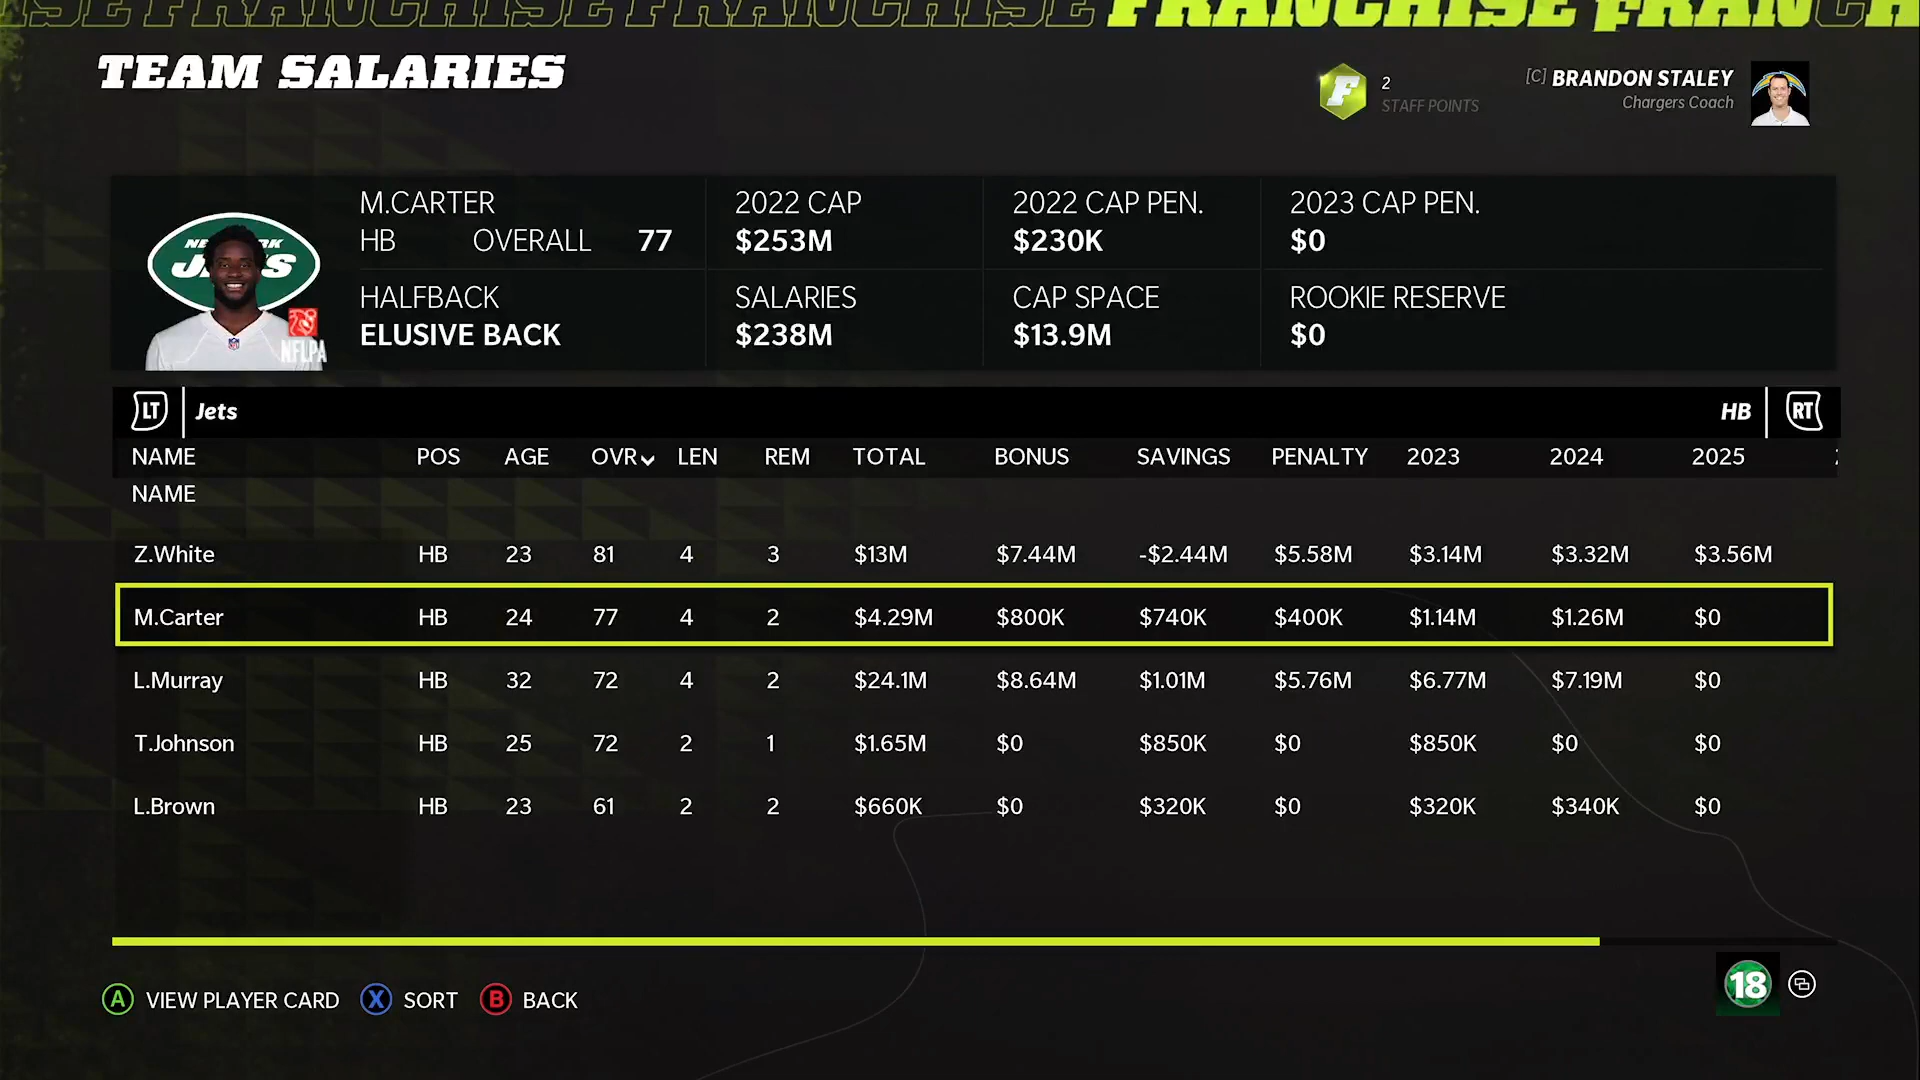 FRANCHISE FRANCHISE FRANCHISE
TEAM SALARIES
2
STAFF POINTS
[C] BRANDON STALEY
Chargers Coach
M.CARTER
HB OVERALL 77
HALFBACK
ELUSIVE BACK
2022 CAP
$253M
SALARIES
$238M
2022 CAP PEN.
$230K
CAP SPACE
$13.9M
2023 CAP PEN.
$0
ROOKIE RESERVE
$0
NFLPA
LT Jets HB RT
NAME POS AGE OVR LEN REM TOTAL BONUS SAVINGS PENALTY 2023 2024 2025
NAME
Z.White HB 23 81 4 3 $13M $7.44M -$2.44M $5.58M $3.14M $3.32M $3.56M
M.Carter HB 24 77 4 2 $4.29M $800K $740K $400K $1.14M $1.26M $0
L.Murray HB 32 72 4 2 $24.1M $8.64M $1.01M $5.76M $6.77M $7.19M $0
T.Johnson HB 25 72 2 1 $1.65M $0 $850K $0 $850K $0 $0
L.Brown HB 23 61 2 2 $660K $0 $320K $0 $320K $340K $0
A VIEW PLAYER CARD X SORT B BACK
18